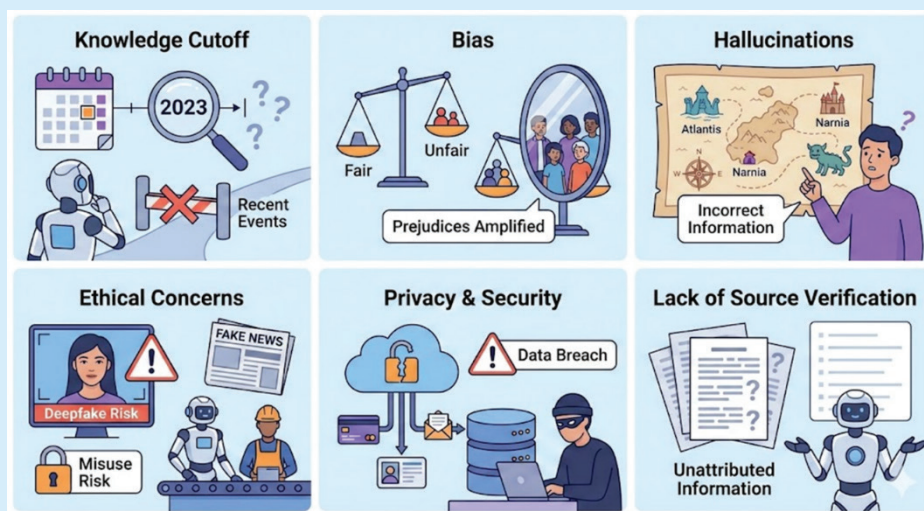 Knowledge Cutoff
2023
?
?
?
Recent
Events
Bias
Fair
Unfair
Prejudices Amplified
Hallucinations
Atlantis
Narnia
N
W
E
S
Narnia
?
Incorrect
Information
Ethical Concerns
FAKE NEWS
!
Deepfake Risk
Misuse
Risk
Privacy & Security
!
Data Breach
Lack of Source Verification
?
?
?
?
Unattributed
Information